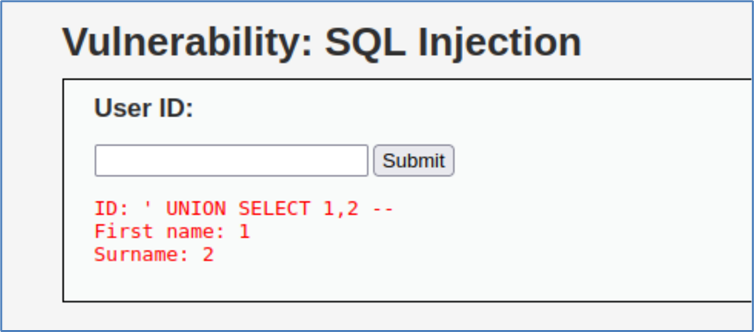 Vulnerability: SQL Injection
User ID:
Submit
ID: ' UNION SELECT 1,2 --
First name: 1
Surname: 2